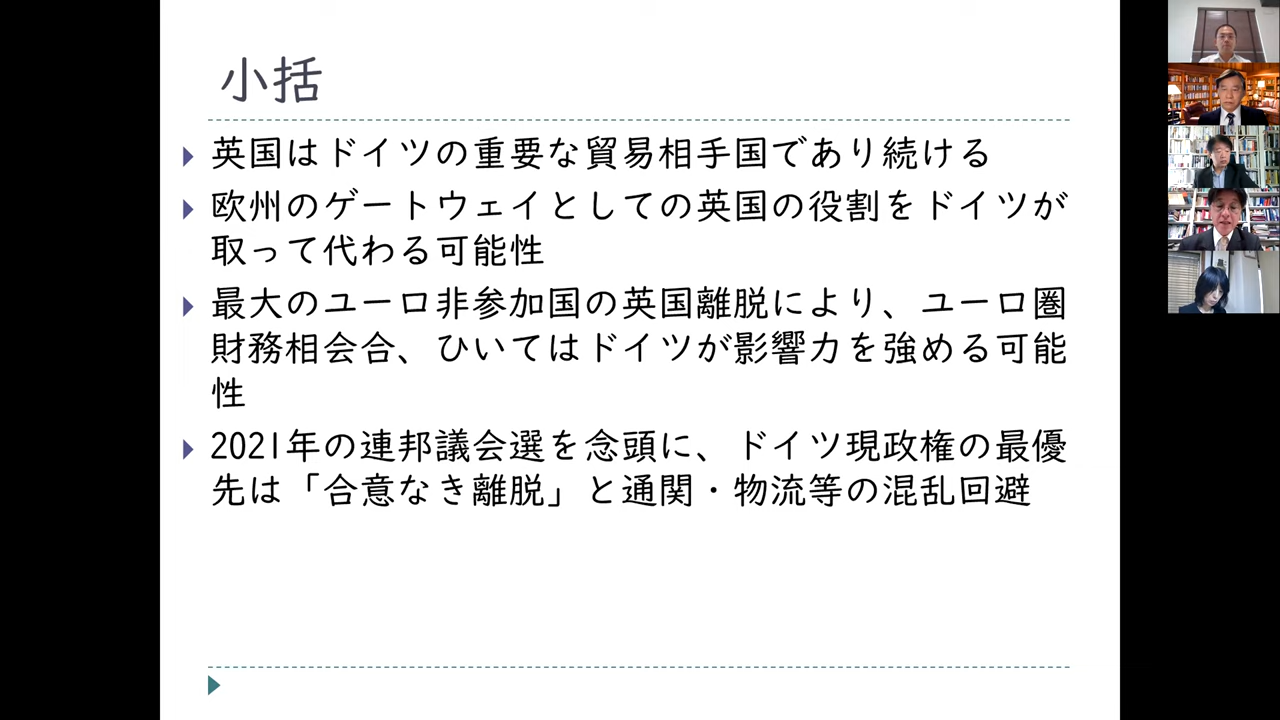 小括
英国はドイツの重要な貿易相手国であり続ける
欧州のゲートウェイとしての英国の役割をドイツが
取って代わる可能性
最大のユーロ非参加国の英国離脱により、ユーロ圏
財務相会合、ひいてはドイツが影響力を強める可能
性
2021年の連邦議会選を念頭に、ドイツ現政権の最優
先は「合意なき離脱」と通関・物流等の混乱回避